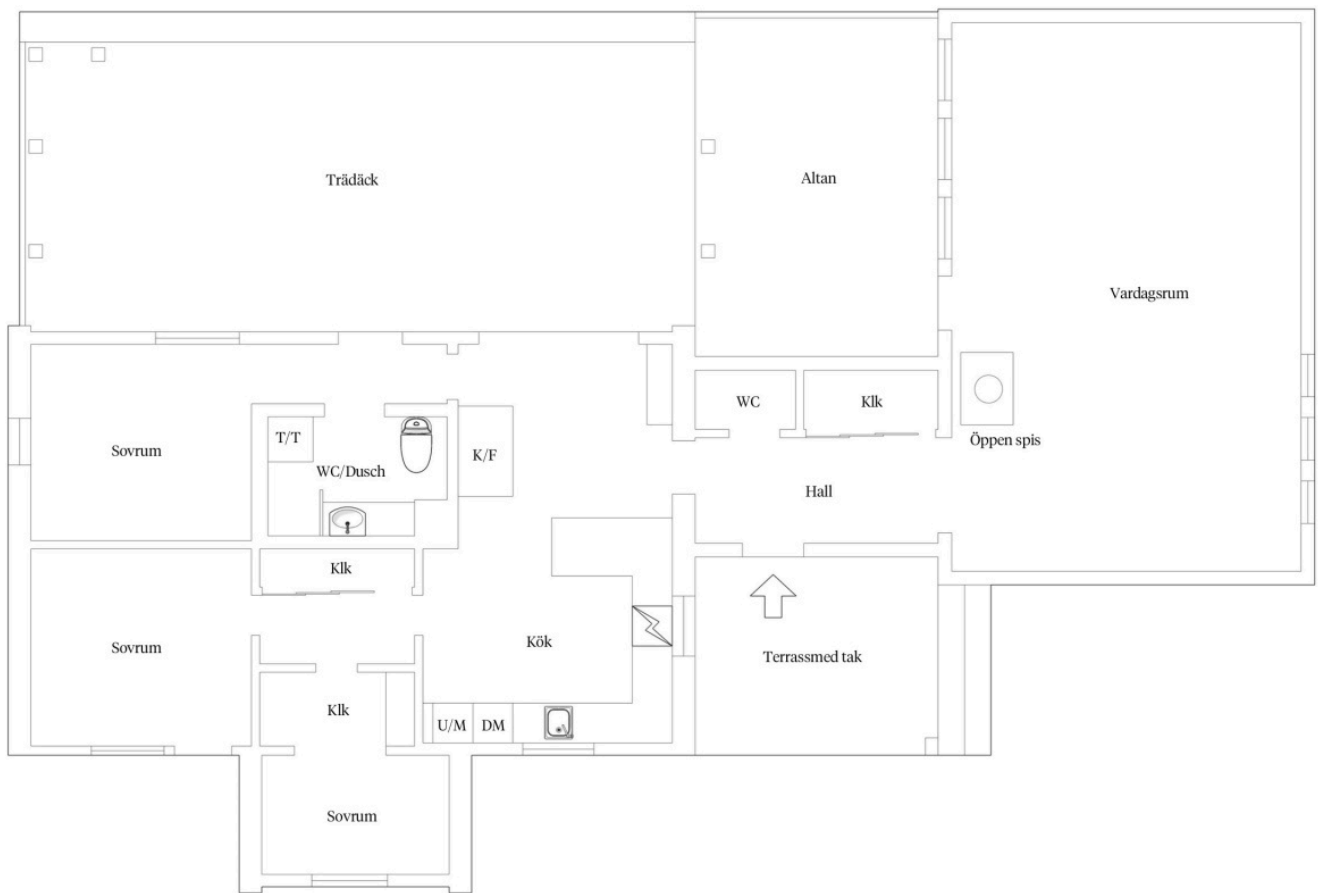 Trädäck
Altan
Vardagsrum
WC
Klk
Öppen spis
T/T
Sovrum
WC/Dusch
K/F
Hall
Klk
Sovrum
Kök
Terrassmed tak
Klk
U/M
DM
Sovrum